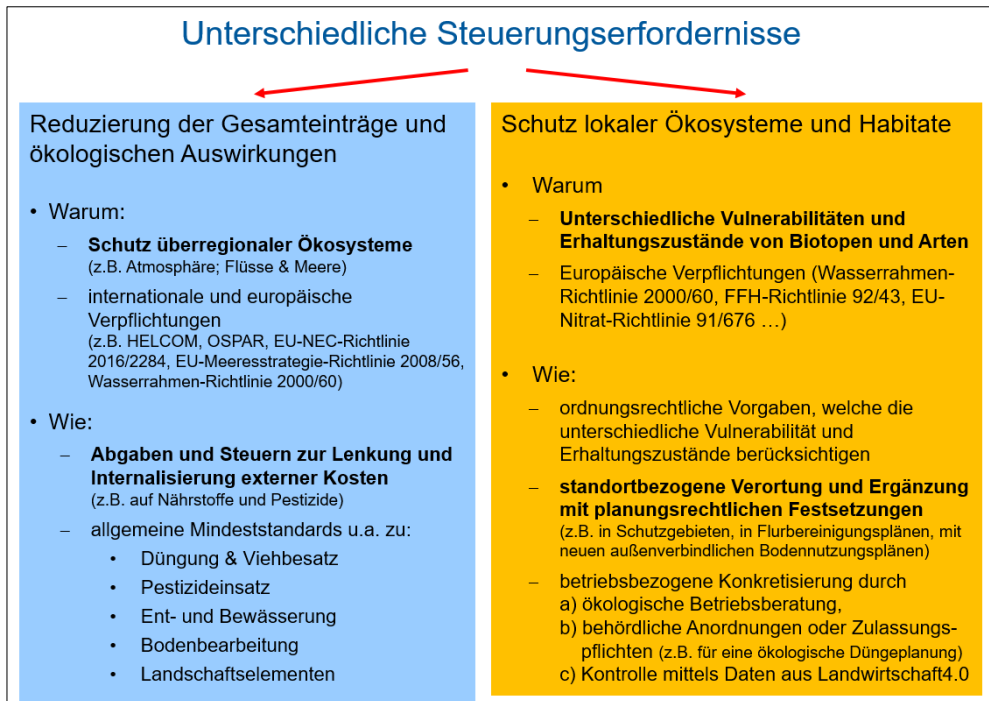 Unterschiedliche Steuerungserfordernisse
Reduzierung der Gesamteinträge und
ökologischen Auswirkungen
• Warum:
– Schutz überregionaler Ökosysteme
(z.B. Atmosphäre; Flüsse & Meere)
– internationale und europäische
Verpflichtungen
(z.B. HELCOM, OSPAR, EU-NEC-Richtlinie
2016/2284, EU-Meeresstrategie-Richtlinie 2008/56,
Wasserrahmen-Richtlinie 2000/60)
• Wie:
– Abgaben und Steuern zur Lenkung und
Internalisierung externer Kosten
(z.B. auf Nährstoffe und Pestizide)
– allgemeine Mindeststandards u.a. zu:
• Düngung & Viehbesatz
• Pestizideinsatz
• Ent- und Bewässerung
• Bodenbearbeitung
• Landschaftselementen
Schutz lokaler Ökosysteme und Habitate
• Warum
– Unterschiedliche Vulnerabilitäten und
Erhaltungszustände von Biotopen und Arten
– Europäische Verpflichtungen (Wasserrahmen-
Richtlinie 2000/60, FFH-Richtlinie 92/43, EU-
Nitrat-Richtlinie 91/676 …)
• Wie:
– ordnungsrechtliche Vorgaben, welche die
unterschiedliche Vulnerabilität und
Erhaltungszustände berücksichtigen
– standortbezogene Verortung und Ergänzung
mit planungsrechtlichen Festsetzungen
(z.B. in Schutzgebieten, in Flurbereinigungsplänen, mit
neuen außenverbindlichen Bodennutzungsplänen)
– betriebsbezogene Konkretisierung durch
a) ökologische Betriebsberatung,
b) behördliche Anordnungen oder Zulassungs-
pflichten (z.B. für eine ökologische Düngeplanung)
c) Kontrolle mittels Daten aus Landwirtschaft4.0